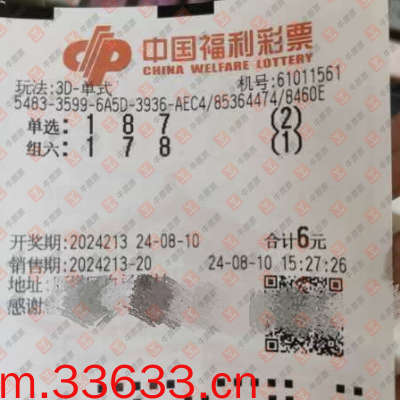 中国福利彩票
CHINA WELFARE LOTTERY
玩法:3D-单式 机号:61011561
5483-3599-6A5D-3936-AEC4/85364474/8460E
单选: 1 8 7 (2)
组六: 1 7 8 (1)
开奖期:2024213 24-08-10 合计6元
销售期:2024213-20 24-08-10 15:27:26
地址:
感谢
m.33633.com